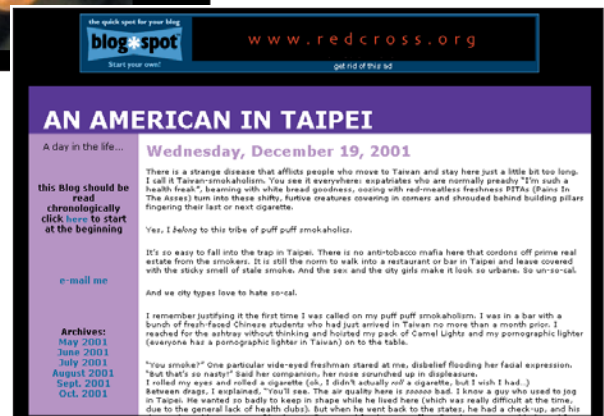 the quick spot for your blog
blog*spot
Start your own!
www.redcross.org
get rid of this ad
AN AMERICAN IN TAIPEI
A day in the life...
this Blog should be
read
chronologically
click here to start
at the beginning
e-mail me
Archives:
May 2001
June 2001
July 2001
August 2001
Sept. 2001
Oct. 2001
Wednesday, December 19, 2001
There is a strange disease that afflicts people who move to Taiwan and stay here just a little bit too long.
I call it Taiwan-smokaholism. You see it everywhere: expatriates who are normally preachy "I'm such a
health freak", beaming with white bread goodness, oozing with red-meatless freshness PITAs (Pains In
The Asses) turn into these shifty, furtive creatures covering in corners and shrouded behind building pillars
fingering their last or next cigarette.
Yes, I belong to this tribe of puff puff smokaholics.
It's so easy to fall into the trap in Taipei. There is no anti-tobacco mafia here that cordons off prime real
estate from the smokers. It is still the norm to walk into a restaurant or bar in Taipei and leave covered
with the sticky smell of stale smoke. And the sex and the city girls make it look so urbane. So un-so-cal.
And we city types love to hate so-cal.
I remember justifying it the first time I was called on my puff puff smokaholism. I was in a bar with a
bunch of fresh-faced Chinese students who had just arrived in Taiwan no more than a month prior. I
reached for the ashtray without thinking and hoisted my pack of Camel Lights and my pornographic lighter
(everyone has a pornographic lighter in Taiwan) on to the table.
"You smoke?" One particular wide-eyed freshman stared at me, disbelief flooding her facial expression.
"But that's so nasty!" Said her companion, her nose scrunched up in displeasure.
I rolled my eyes and rolled a cigarette (ok, I didn't actually roll a cigarette, but I wish I had..)
Between drags, I explained, "You'll see. The air quality here is sooooo bad. I know a guy who used to jog
in Taipei. He wanted so badly to keep in shape while he lived here (which was really difficult at the time,
due to the general lack of health clubs). But when he went back to the states, he had a check-up, and his